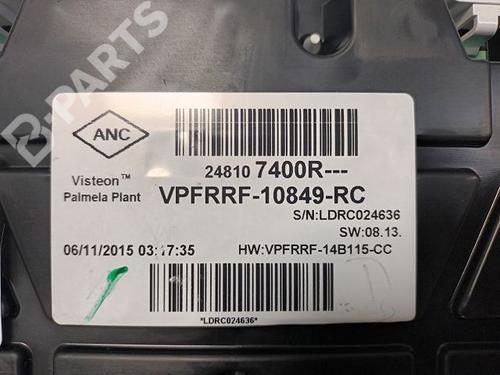 B-PARTS
ANC
24810 7400R---
Visteon™
Palmela Plant
VPFRRF-10849-RC
S/N:LDRC024636
SW:08.13.
06/11/2015 03:17:35
HW:VPFRRF-14B115-CC
*LDRC024636*